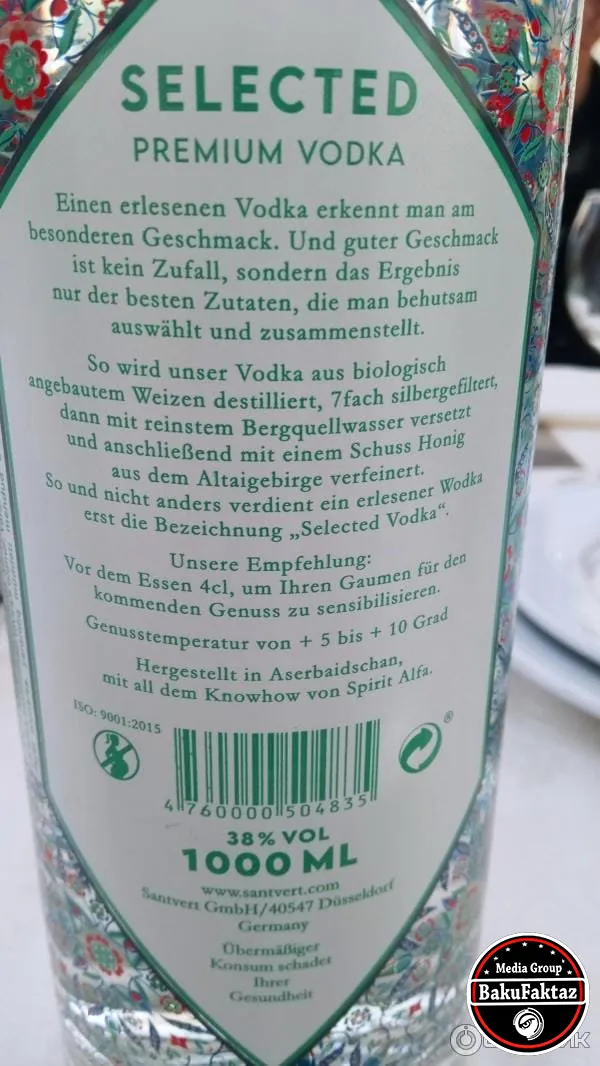 SELECTED
PREMIUM VODKA
Einen erlesenen Vodka erkennt man am
besonderen Geschmack. Und guter Geschmack
ist kein Zufall, sondern das Ergebnis
nur der besten Zutaten, die man behutsam
auswählt und zusammenstellt.
So wird unser Vodka aus biologisch
angebautem Weizen destilliert, 7fach silbergefiltert,
dann mit reinstem Bergquellwasser versetzt
und anschließend mit einem Schuss Honig
aus dem Altaigebirge verfeinert.
So und nicht anders verdient ein erlesener Wodka
erst die Bezeichnung „Selected Vodka“.
Unsere Empfehlung:
Vor dem Essen 4cl, um Ihren Gaumen für den
kommenden Genuss zu sensibilisieren.
Genusstemperatur von + 5 bis + 10 Grad
Hergestellt in Aserbaidschan,
mit all dem Knowhow von Spirit Alfa.
ISO: 9001:2015
®
4 760000 504835
38% VOL
1000 ML
www.santvert.com
Santvert GmbH/40547 Düsseldorf
Germany
Übermäßiger
Konsum schadet
Ihrer
Gesundheit
Media Group
BakuFaktaz